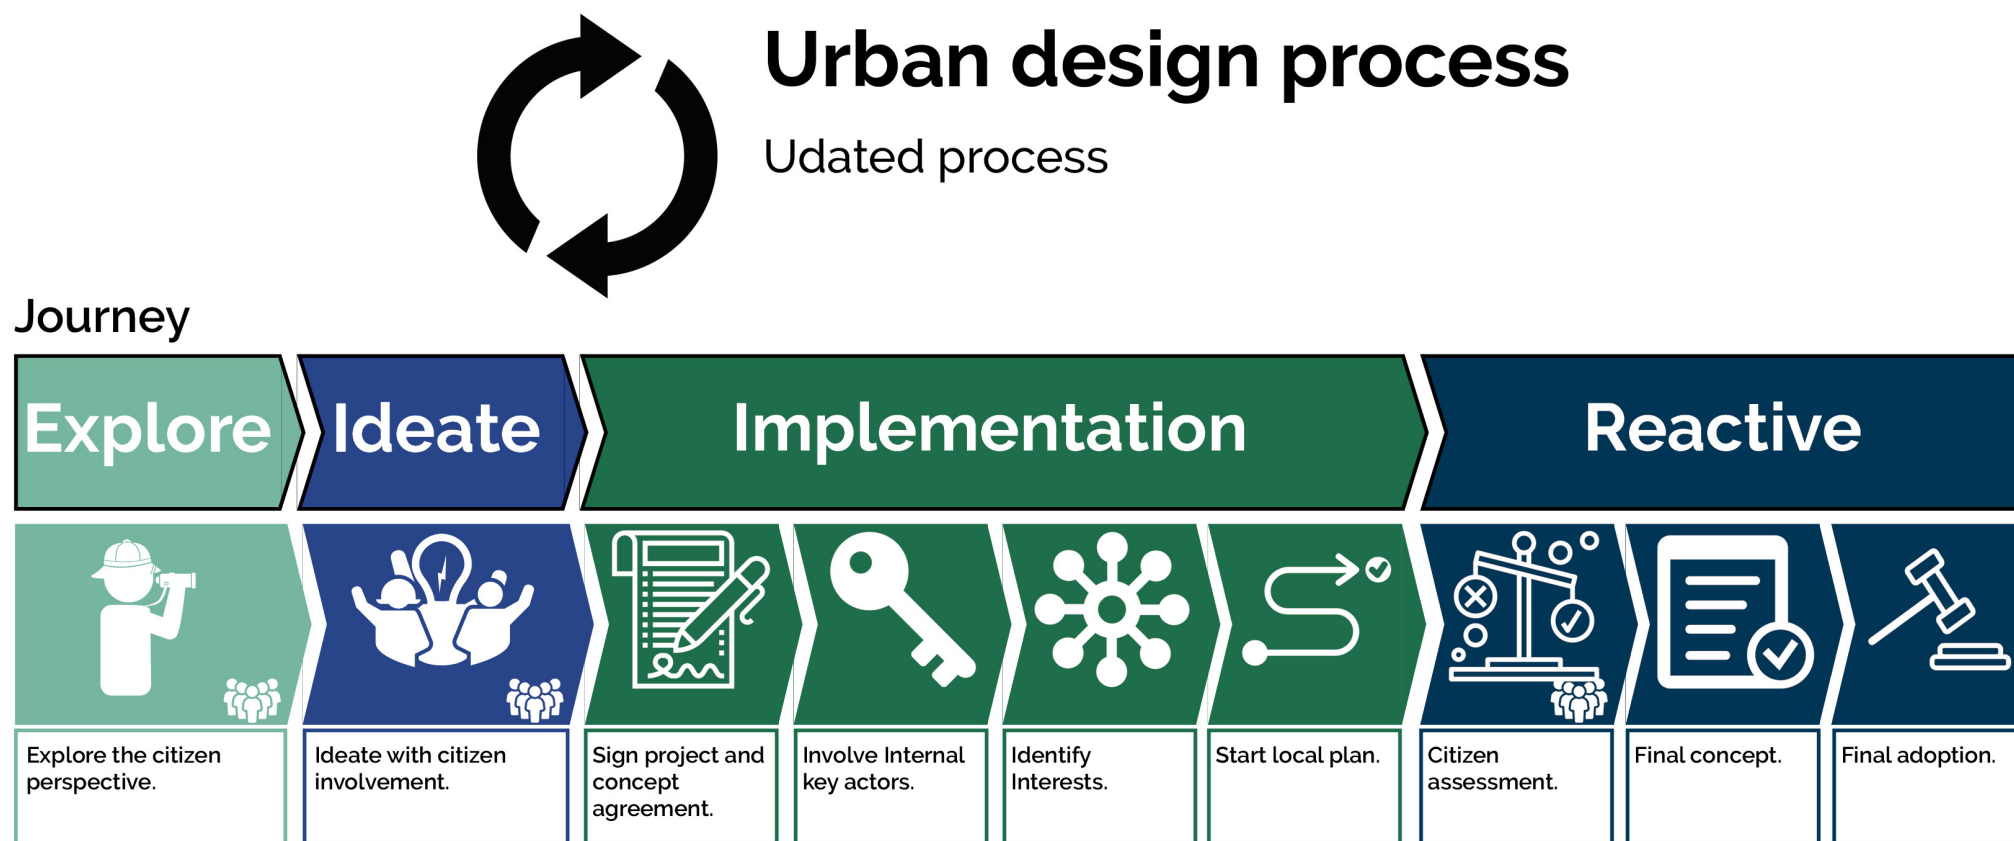 Urban design process
Udated process
Journey
Explore
Ideate
Implementation
Reactive
Explore the citizen
perspective.
Ideate with citizen
involvement.
Sign project and
concept
agreement.
Involve Internal
key actors.
Identify
Interests.
Start local plan.
Citizen
assessment.
Final concept.
Final adoption.